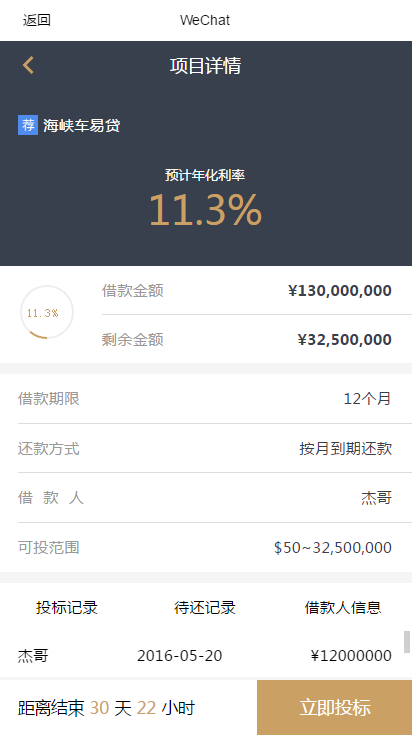 返回 WeChat
项目详情
荐 海峡车易贷
预计年化利率
11.3%
11.3%
借款金额 ¥130,000,000
剩余金额 ¥32,500,000
借款期限 12个月
还款方式 按月到期还款
借 款 人 杰哥
可投范围 $50~32,500,000
投标记录 待还记录 借款人信息
杰哥 2016-05-20 ¥12000000
距离结束 30 天 22 小时 立即投标